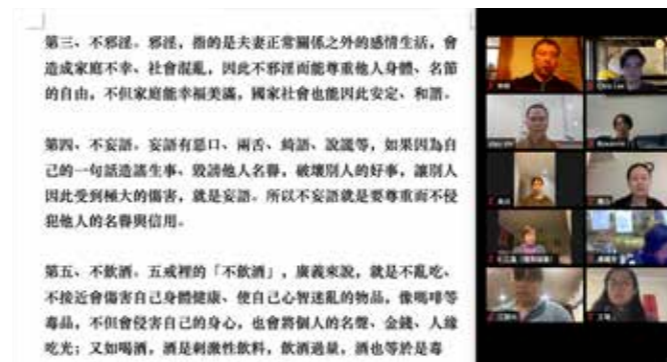 第三、不邪淫。邪淫，指的是夫妻正常關係之外的感情生活，會
造成家庭不幸、社會混亂，因此不邪淫而能尊重他人身體、名節
的自由，不但家庭能幸福美滿，國家社會也能因此安定、和諧。
第四、不妄語。妄語有惡口、兩舌、綺語、說謊等，如果因為自
己的一句話造謠生事、毀謗他人名譽，破壞別人的好事，讓別人
因此受到極大的傷害，就是妄語。所以不妄語就是要尊重而不侵
犯他人的名譽與信用。
第五、不飲酒。五戒裡的「不飲酒」，廣義來說，就是不亂吃、
不接近會傷害自己身體健康、使自己心智迷亂的物品，像嗎啡等
毒品，不但會侵害自己的身心，也會將個人的名聲、金錢、人緣
吃光；又如喝酒，酒是刺激性飲料，飲酒過量，酒也等於是毒